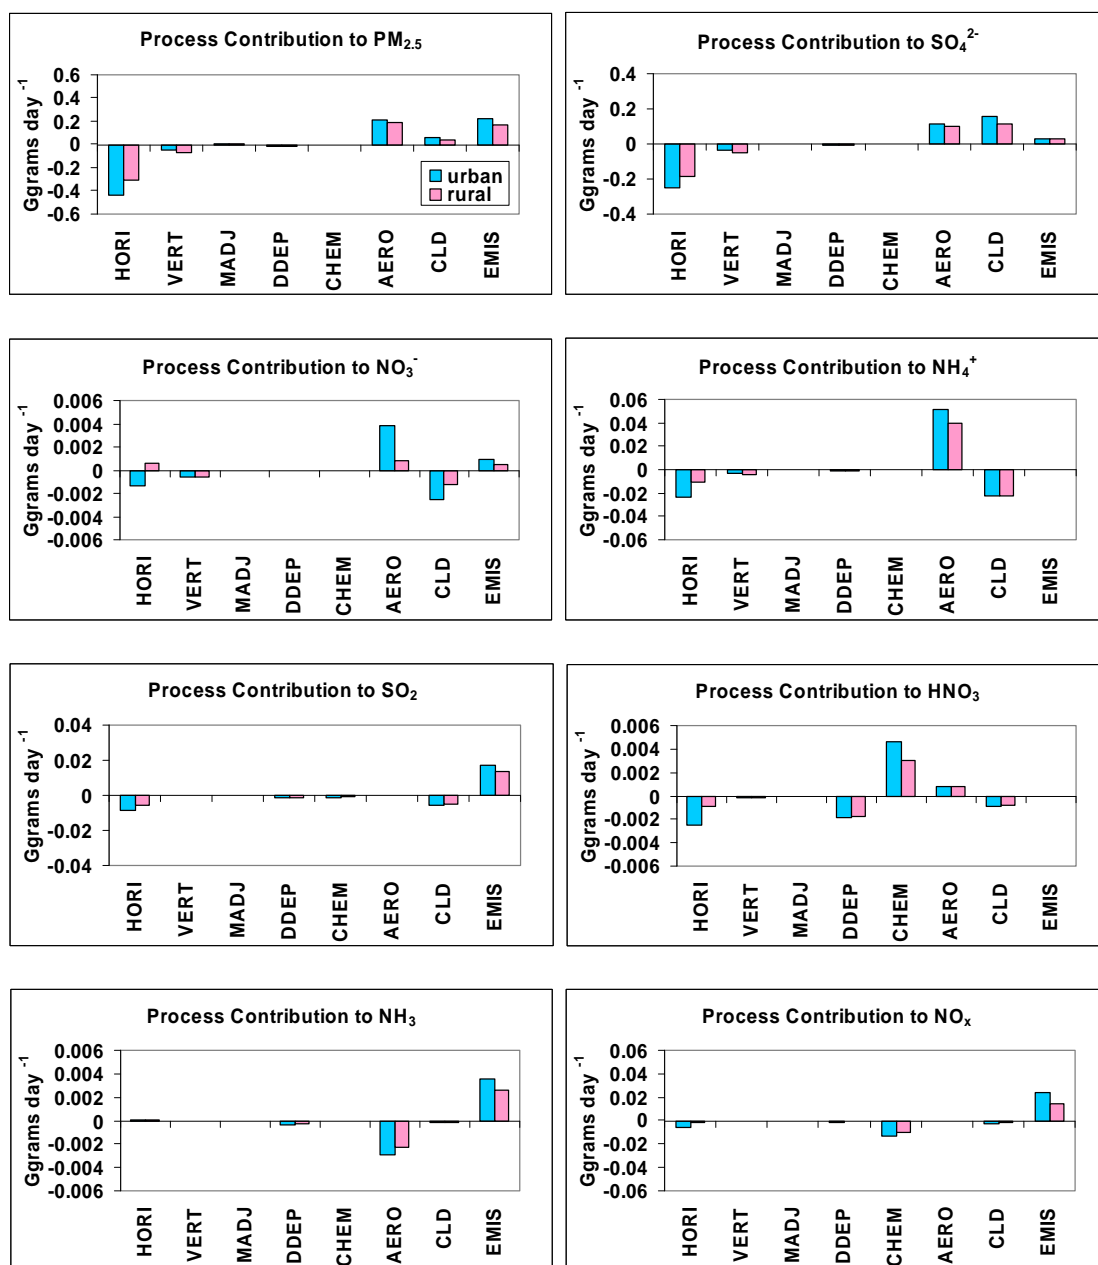 Process Contribution to PM2.5
Ggrams day -1
0.6
0.4
0.2
0
-0.2
-0.4
-0.6
urban
rural
HORI
VERT
MADJ
DDEP
CHEM
AERO
CLD
EMIS
Process Contribution to SO4 2-
Ggrams day -1
0.4
0.2
0
-0.2
-0.4
HORI
VERT
MADJ
DDEP
CHEM
AERO
CLD
EMIS
Process Contribution to NO3 -
Ggrams day -1
0.006
0.004
0.002
0
-0.002
-0.004
-0.006
HORI
VERT
MADJ
DDEP
CHEM
AERO
CLD
EMIS
Process Contribution to NH4 +
Ggrams day -1
0.06
0.04
0.02
0
-0.02
-0.04
-0.06
HORI
VERT
MADJ
DDEP
CHEM
AERO
CLD
EMIS
Process Contribution to SO2
Ggrams day -1
0.04
0.02
0
-0.02
-0.04
HORI
VERT
MADJ
DDEP
CHEM
AERO
CLD
EMIS
Process Contribution to HNO3
Ggrams day -1
0.006
0.004
0.002
0
-0.002
-0.004
-0.006
HORI
VERT
MADJ
DDEP
CHEM
AERO
CLD
EMIS
Process Contribution to NH3
Ggrams day -1
0.006
0.004
0.002
0
-0.002
-0.004
-0.006
HORI
VERT
MADJ
DDEP
CHEM
AERO
CLD
EMIS
Process Contribution to NOx
Ggrams day -1
0.06
0.04
0.02
0
-0.02
-0.04
-0.06
HORI
VERT
MADJ
DDEP
CHEM
AERO
CLD
EMIS